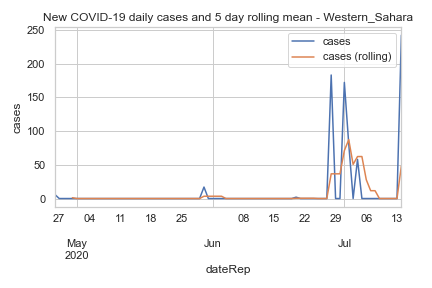 New COVID-19 daily cases and 5 day rolling mean - Western_Sahara
cases
cases (rolling)
250
200
150
100
50
0
cases
27 04 11 18 25 08 15 22 29 06 13
May Jun Jul
2020
dateRep